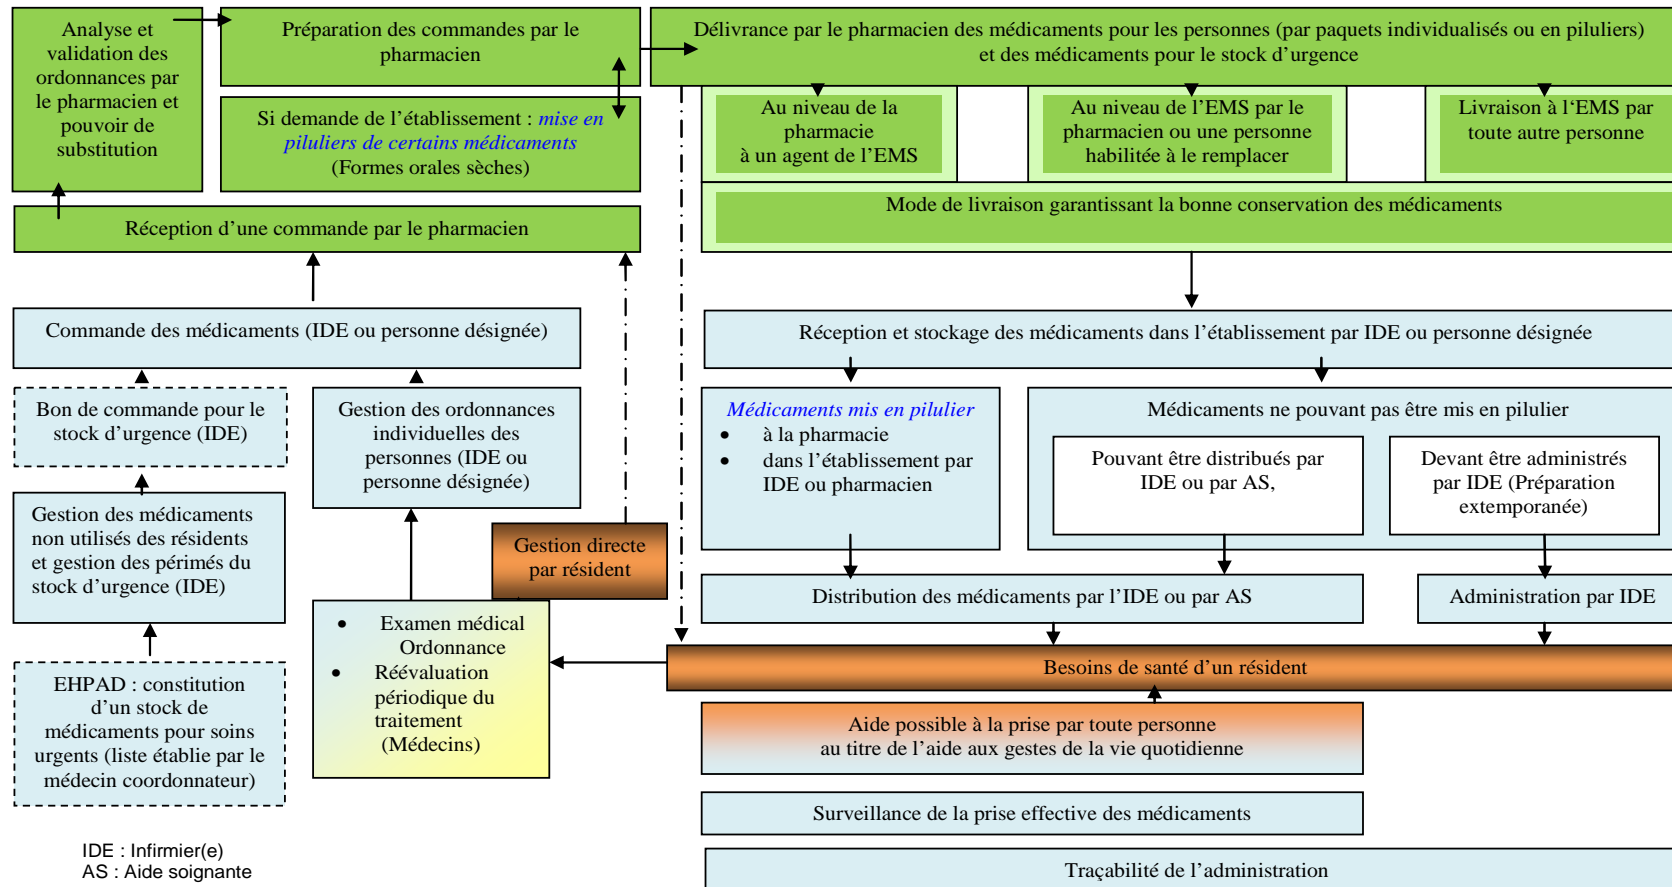 Analyse et
validation des
ordonnances par
le pharmacien et
pouvoir de
substitution
Préparation des commandes par le
pharmacien
Si demande de l’établissement : mise en
piluliers de certains médicaments
(Formes orales sèches)
Délivrance par le pharmacien des médicaments pour les personnes (par paquets individualisés ou en piluliers)
et des médicaments pour le stock d’urgence
Au niveau de la
pharmacie
à un agent de l’EMS
Au niveau de l’EMS par le
pharmacien ou une personne
habilitée à le remplacer
Livraison à l‘EMS par
toute autre personne
Mode de livraison garantissant la bonne conservation des médicaments
Réception d’une commande par le pharmacien
Commande des médicaments (IDE ou personne désignée)
Réception et stockage des médicaments dans l’établissement par IDE ou personne désignée
Bon de commande pour le
stock d’urgence (IDE)
Gestion des ordonnances
individuelles des
personnes (IDE ou
personne désignée)
Médicaments mis en pilulier
• à la pharmacie
• dans l’établissement par
IDE ou pharmacien
Médicaments ne pouvant pas être mis en pilulier
Pouvant être distribués par
IDE ou par AS,
Devant être administrés
par IDE (Préparation
extemporanée)
Gestion des médicaments
non utilisés des résidents
et gestion des périmés du
stock d’urgence (IDE)
Gestion directe
par résident
Distribution des médicaments par l’IDE ou par AS
Administration par IDE
• Examen médical
Ordonnance
• Réévaluation
périodique du
traitement
(Médecins)
Besoins de santé d’un résident
EHPAD : constitution
d’un stock de
médicaments pour soins
urgents (liste établie par le
médecin coordonnateur)
Aide possible à la prise par toute personne
au titre de l’aide aux gestes de la vie quotidienne
Surveillance de la prise effective des médicaments
Traçabilité de l’administration
IDE : Infirmier(e)
AS : Aide soignante